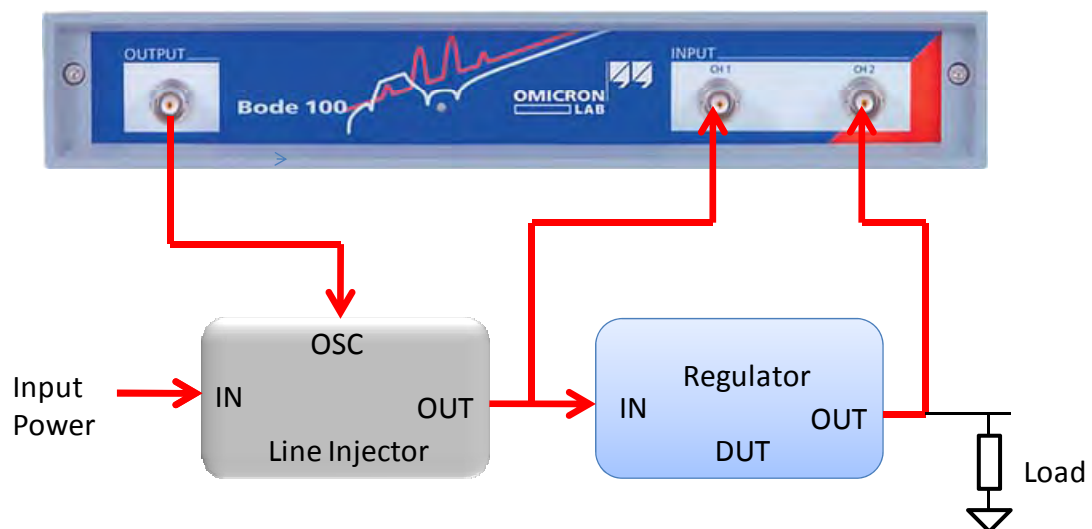 OUTPUT
Bode 100
OMICRON
LAB
INPUT
CH 1
CH 2
OSC
Input
Power
IN
OUT
Line Injector
Regulator
IN
OUT
DUT
Load